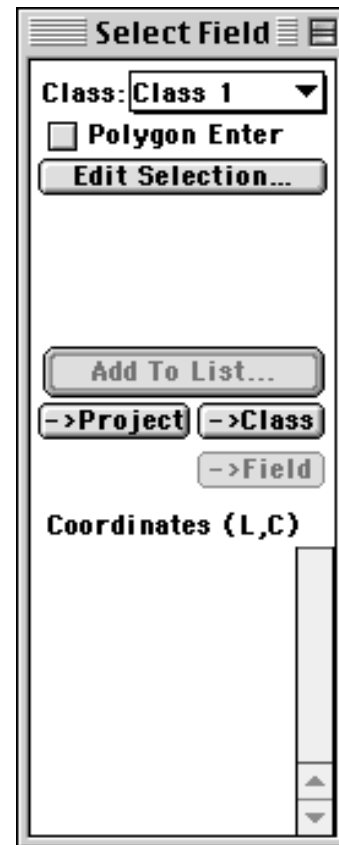 Select Field
Class: Class 1
Polygon Enter
Edit Selection...
Add To List...
->Project ->Class
->Field
Coordinates (L,C)